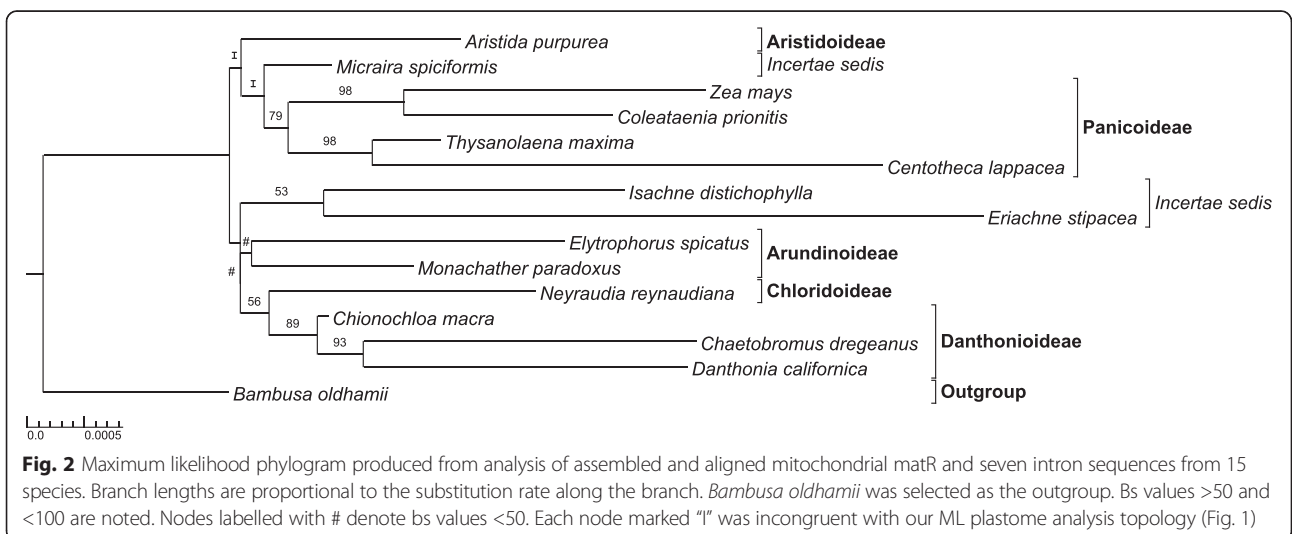 Aristida purpurea
Aristidoideae
I
Micraira spiciformis
Incertae sedis
I
98
Zea mays
79
Coleataenia prionitis
Panicoideae
98
Thysanolaena maxima
Centotheca lappacea
53
Isachne distichophylla
Incertae sedis
Eriachne stipacea
#
Elytrophorus spicatus
Arundinoideae
#
Monachather paradoxus
Neyraudia reynaudiana
Chloridoideae
56
89
Chionochloa macra
93
Chaetobromus dregeanus
Danthonioideae
Danthonia californica
Bambusa oldhamii
Outgroup
0.0 0.0005
Fig. 2 Maximum likelihood phylogram produced from analysis of assembled and aligned mitochondrial matR and seven intron sequences from 15
species. Branch lengths are proportional to the substitution rate along the branch. Bambusa oldhamii was selected as the outgroup. Bs values >50 and
<100 are noted. Nodes labelled with # denote bs values <50. Each node marked “I” was incongruent with our ML plastome analysis topology (Fig. 1)